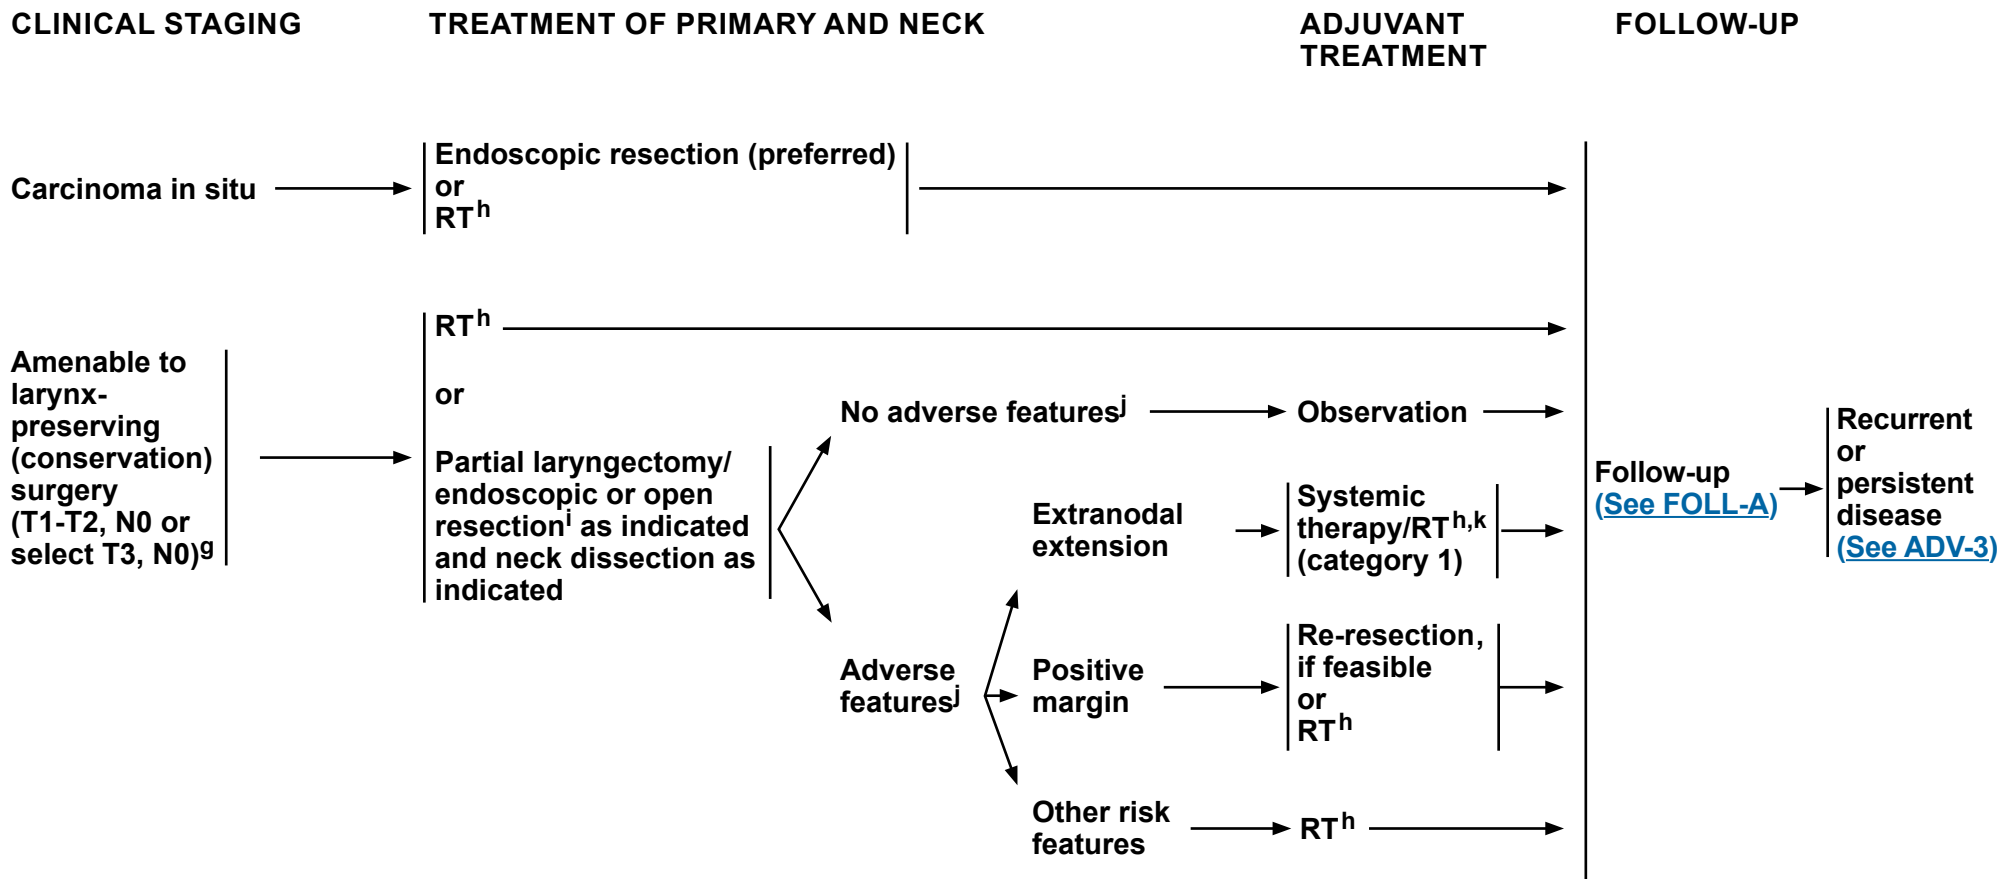 CLINICAL STAGING
TREATMENT OF PRIMARY AND NECK
ADJUVANT
TREATMENT
FOLLOW-UP
Carcinoma in situ
Endoscopic resection (preferred)
or
RTh
Amenable to
larynx-
preserving
(conservation)
surgery
(T1-T2, N0 or
select T3, N0)g
RTh
or
Partial laryngectomy/
endoscopic or open
resectioni as indicated
and neck dissection as
indicated
No adverse featuresj
Observation
Adverse
featuresj
Extranodal
extension
Systemic
therapy/RTh,k
(category 1)
Positive
margin
Re-resection,
if feasible
or
RTh
Other risk
features
RTh
Follow-up
(See FOLL-A)
Recurrent
or
persistent
disease
(See ADV-3)